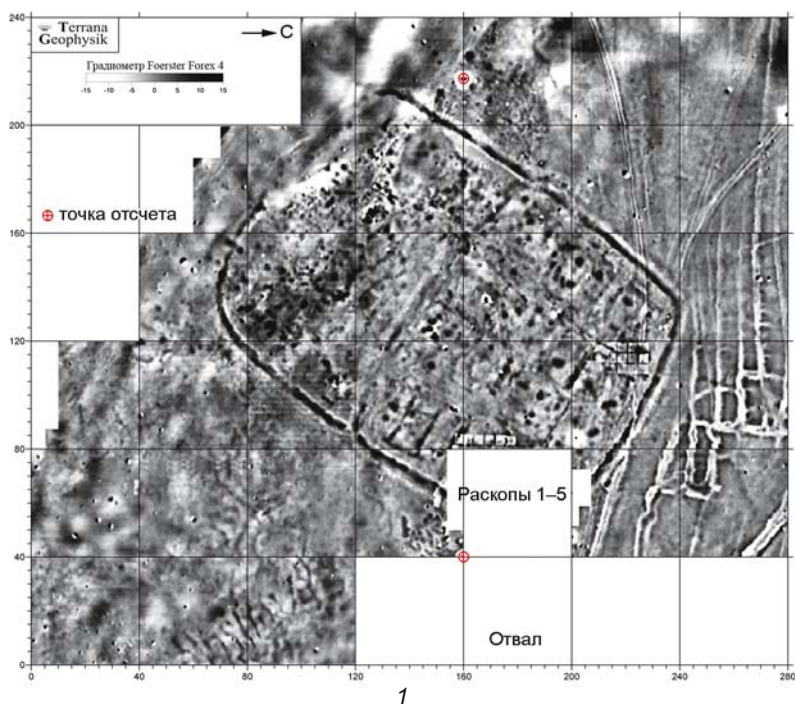 Terrana
Geophysik
С
Градиометр Foerster Forex 4
-15 -10 -5 0 5 10 15
точка отсчета
Раскопы 1–5
Отвал
240
200
160
120
80
40
0
0 40 80 120 160 200 240 280
1